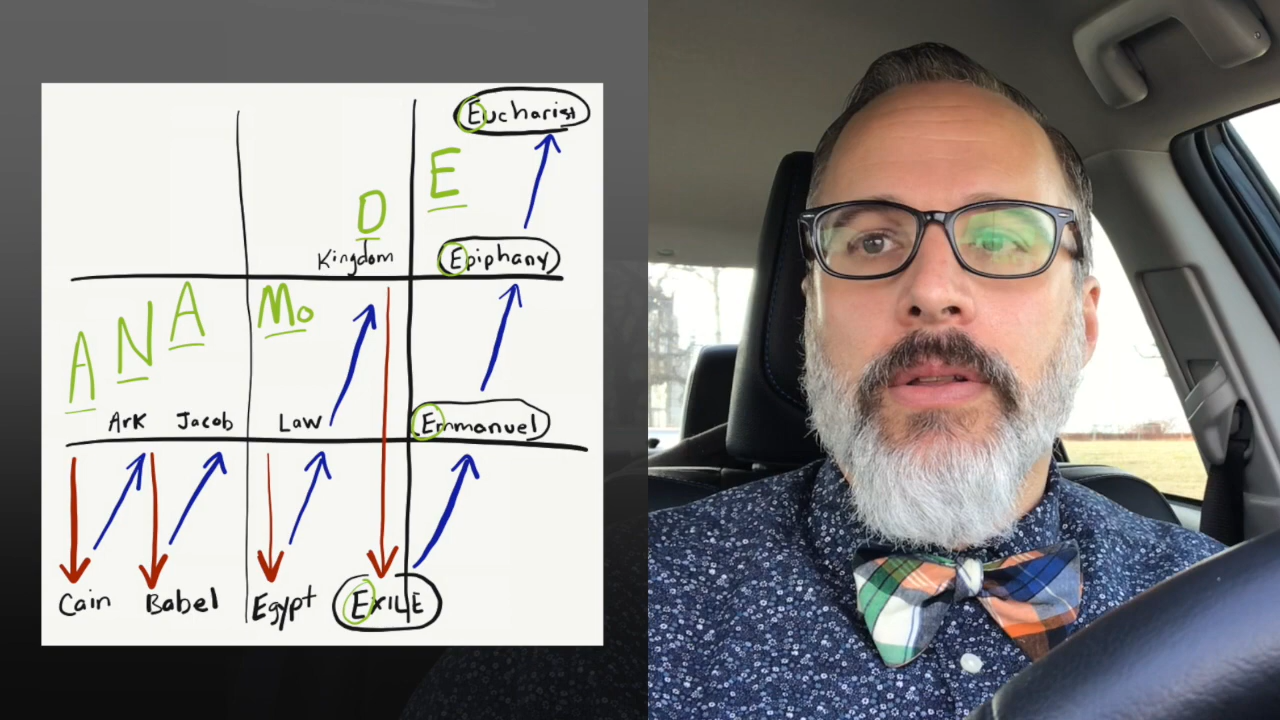 Eucharist
E
D
Kingdom
Epiphany
A N A Mo
Ark Jacob Law Emmanuel
Cain Babel Egypt EXILE